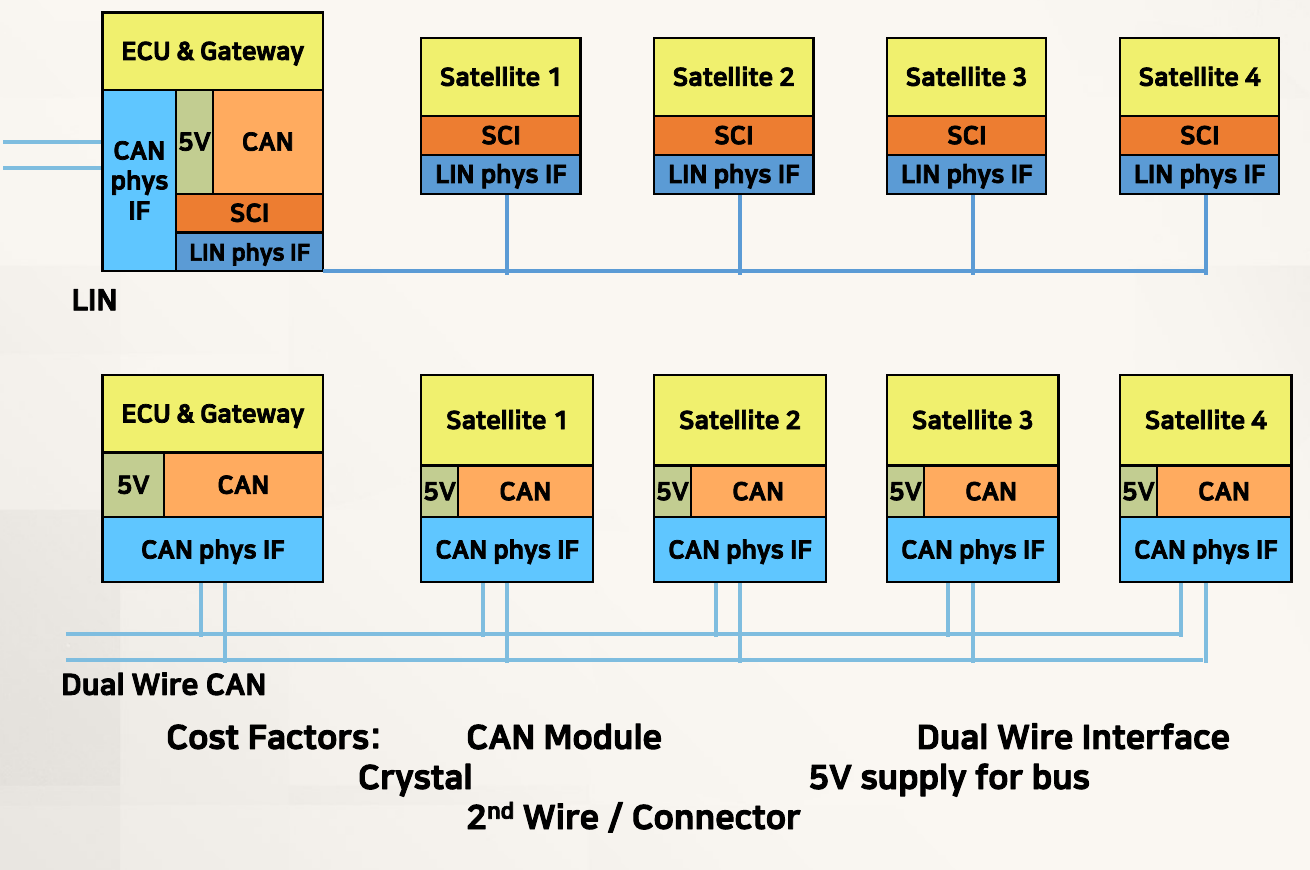 ECU & Gateway
CAN
phys
IF
5V
CAN
SCI
LIN phys IF
Satellite 1
SCI
LIN phys IF
Satellite 2
SCI
LIN phys IF
Satellite 3
SCI
LIN phys IF
Satellite 4
SCI
LIN phys IF
LIN
ECU & Gateway
5V
CAN
CAN phys IF
Satellite 1
5V
CAN
CAN phys IF
Satellite 2
5V
CAN
CAN phys IF
Satellite 3
5V
CAN
CAN phys IF
Satellite 4
5V
CAN
CAN phys IF
Dual Wire CAN
Cost Factors: CAN Module Dual Wire Interface
Crystal 5V supply for bus
2nd Wire / Connector